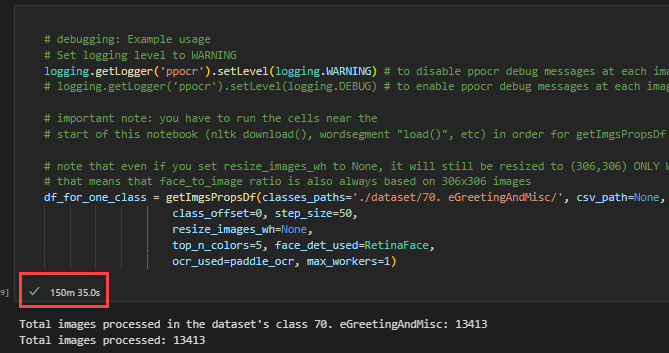 # debugging: Example usage
# Set logging level to WARNING
logging.getLogger('ppocr').setLevel(logging.WARNING) # to disable ppocr debug messages at each
# logging.getLogger('ppocr').setLevel(logging.DEBUG) # to enable ppocr debug messages at each
# important note: you have to run the cells near the
# start of this notebook (nltk download(), wordsegment "load()", etc) in order for getImgsPropsDf
# note that even if you set resize_images_wh to None, it will still be resized to (306,306) ONLY
# that means that face_to_image ratio is also always based on 306x306 images
df_for_one_class = getImgsPropsDf(classes_paths='./dataset/70. eGreetingAndMisc/', csv_path=None,
class_offset=0, step_size=50,
resize_images_wh=None,
top_n_colors=5, face_det_used=RetinaFace,
ocr_used=paddle_ocr, max_workers=1)
9]
150m 35.0s
Total images processed in the dataset's class 70. eGreetingAndMisc: 13413
Total images processed: 13413